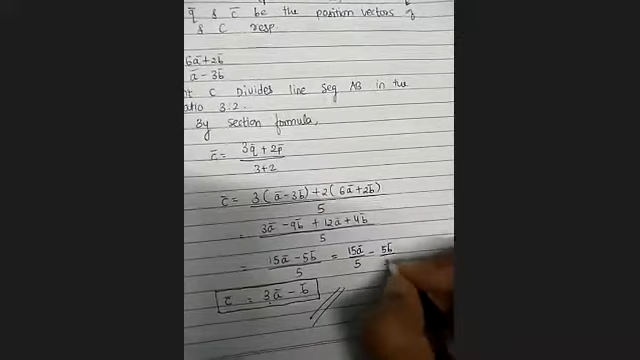 q̄ & c̄ be the position vectors of
& C resp.
6ā+2b̄
ā-3b̄
C Divides line seg AB in the
ratio 3:2.
By section formula,
c̄ = (3q̄ + 2p̄)/(3+2)
c̄ = (3(ā-3b̄)+2(6ā+2b̄))/5
= (3ā-9b̄+12ā+4b̄)/5
= (15ā-5b̄)/5 = 15ā/5 - 5b̄
c̄ = 3ā-b̄